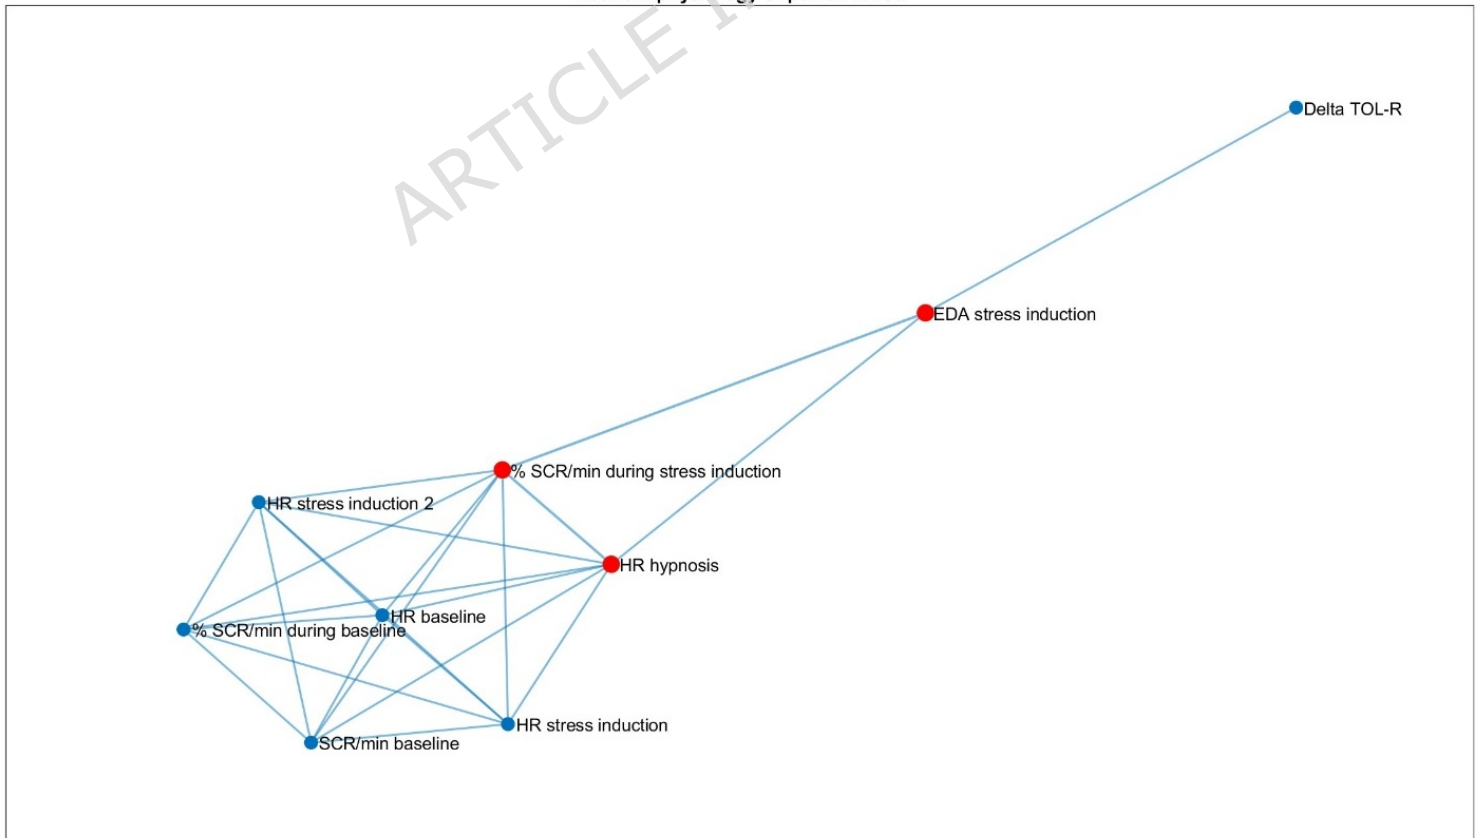 ARTICLE
Delta TOL-R
EDA stress induction
% SCR/min during stress induction
HR stress induction 2
HR hypnosis
HR baseline
% SCR/min during baseline
HR stress induction
SCR/min baseline